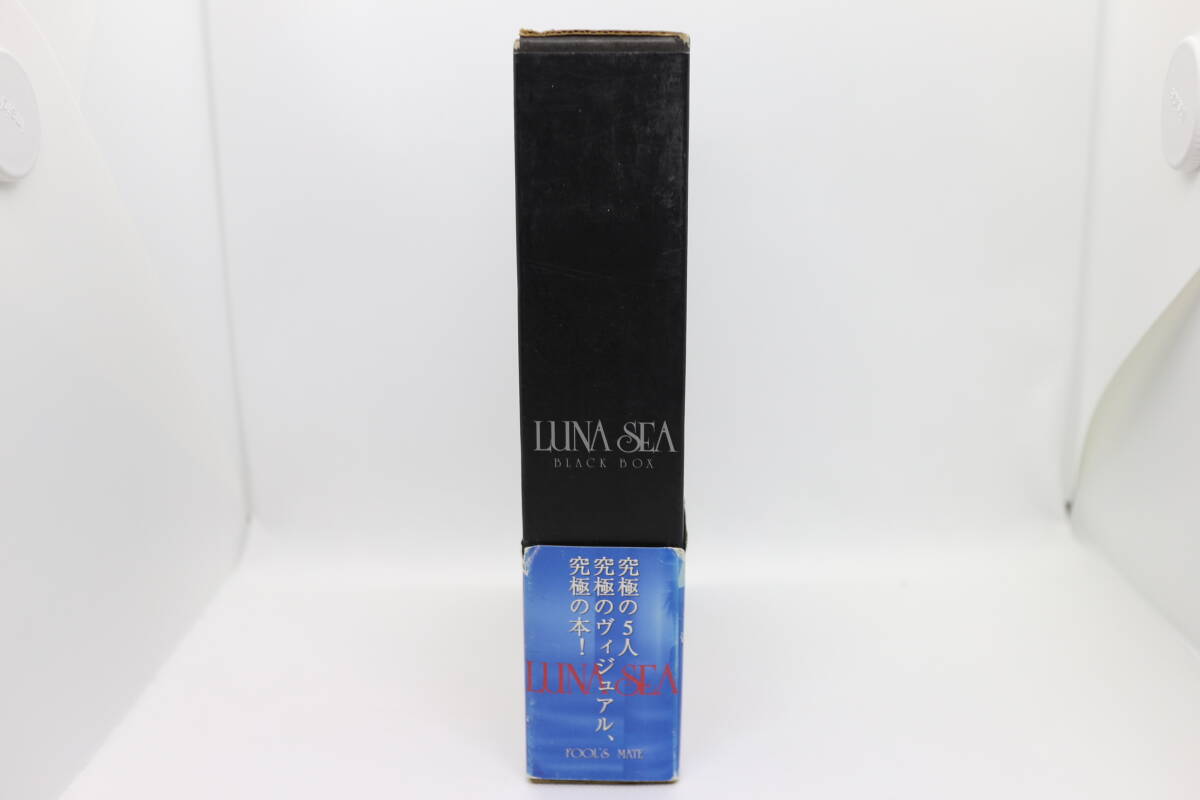 LUNA SEA
BLACK BOX
究極の5人
究極のヴィジュアル、
究極の本!
LUNA SEA
FOOL'S MATE